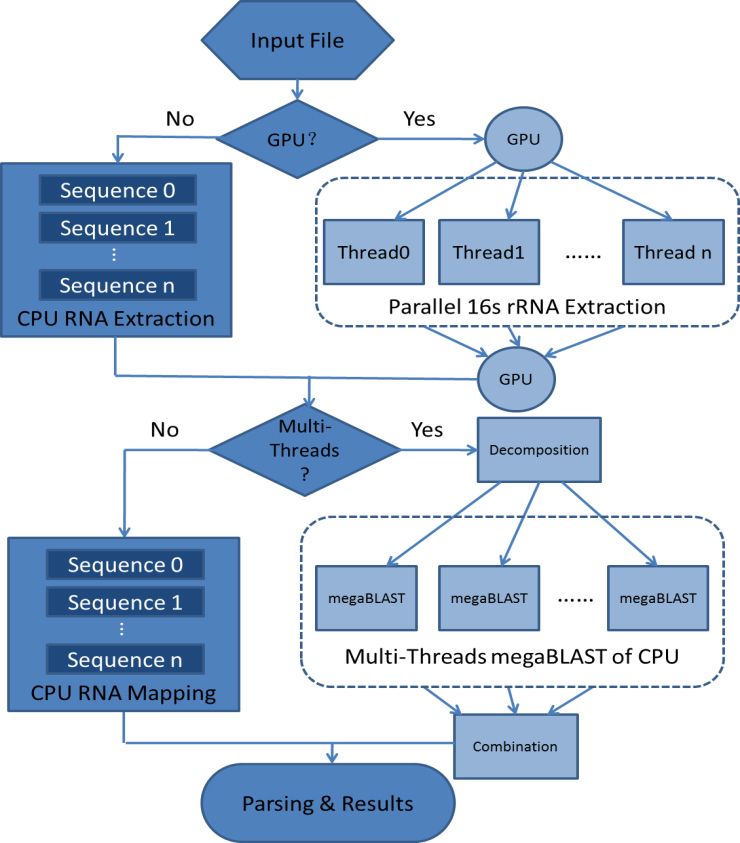 Input File
No
GPU?
Yes
GPU
Sequence 0
Sequence 1
...
Sequence n
CPU RNA Extraction
Thread0
Thread1
......
Thread n
Parallel 16s rRNA Extraction
GPU
No
Multi-
Threads
?
Yes
Decomposition
Sequence 0
Sequence 1
...
Sequence n
CPU RNA Mapping
megaBLAST
megaBLAST
......
megaBLAST
Multi-Threads megaBLAST of CPU
Combination
Parsing & Results